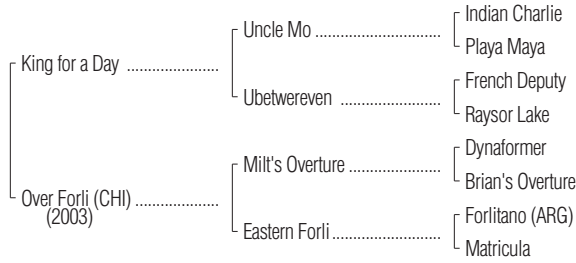 Indian Charlie
Uncle Mo ..............................
Playa Maya
King for a Day ......................
French Deputy
Ubetwereven ........................
Raysor Lake
Dynaformer
Milt's Overture ......................
Brian's Overture
Over Forli (CHI) ....................
(2003)
Forlitano (ARG)
Eastern Forli ..........................
Matricula